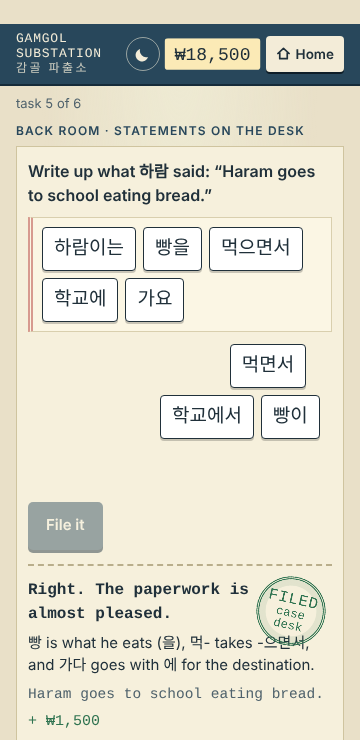 GAMGOL
SUBSTATION
감골 파출소
₩18,500
Home
task 5 of 6
BACK ROOM · STATEMENTS ON THE DESK
Write up what 하람 said: “Haram goes
to school eating bread.”
하람이는 빵을 먹으면서
학교에 가요
먹면서
학교에서 빵이
File it
Right. The paperwork is
almost pleased.
FILED
case
desk
빵 is what he eats (을), 먹- takes -으면서,
and 가다 goes with 에 for the destination.
Haram goes to school eating bread.
+ ₩1,500